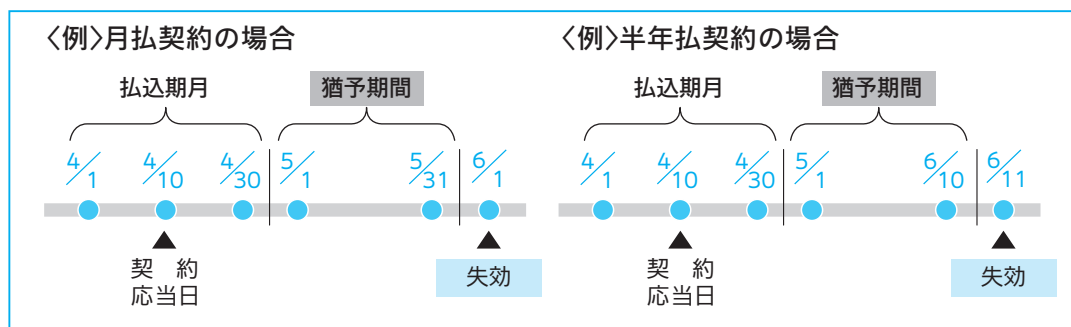 〈例〉月払契約の場合
払込期月 猶予期間
4/1 4/10 4/30 5/1 5/31 6/1
契 約
応当日
失効
〈例〉半年払契約の場合
払込期月 猶予期間
4/1 4/10 4/30 5/1 6/10 6/11
契 約
応当日
失効